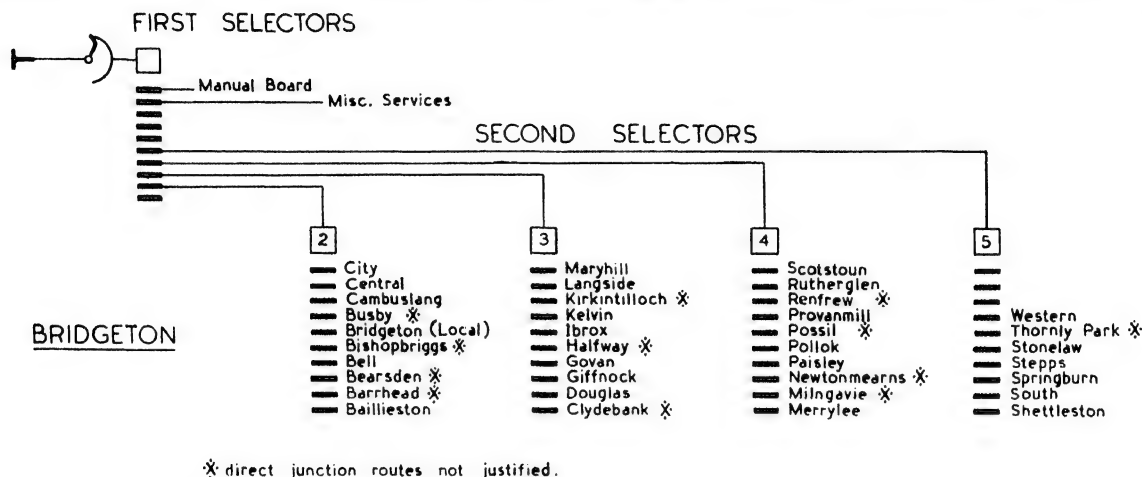 FIRST SELECTORS
Manual Board
Misc. Services
SECOND SELECTORS
2
City
Central
Cambuslang
Busby ※
Bridgeton (Local)
Bishopbriggs ※
Bell
Bearsden ※
Barrhead ※
Baillieston
3
Maryhill
Langside
Kirkintilloch ※
Kelvin
Ibrox
Halfway ※
Govan
Giffnock
Douglas
Clydebank ※
4
Scotstoun
Rutherglen
Renfrew ※
Provanmill
Possil ※
Pollok
Paisley
Newtonmearns ※
Milngavie ※
Merrylee
5
Western
Thornly Park ※
Stonelaw
Stepps
Springburn
South
Shettleston
BRIDGETON
※ direct junction routes not justified.